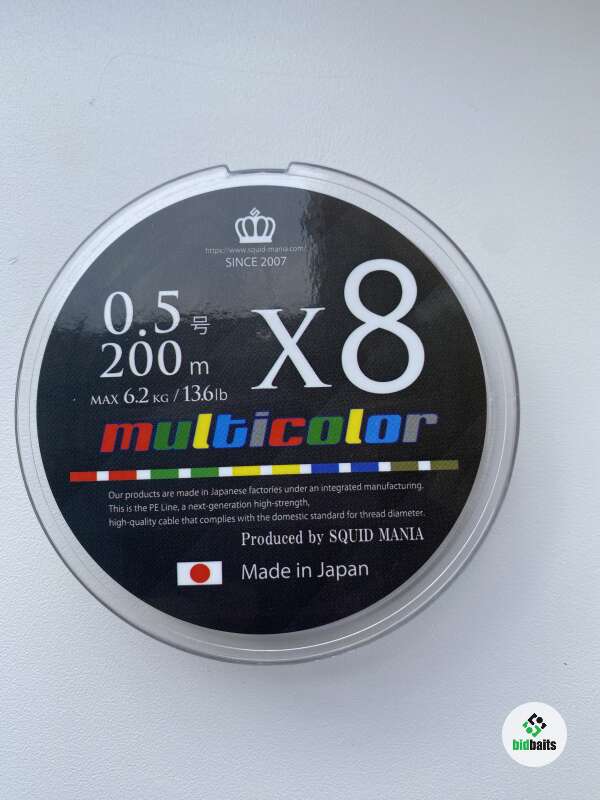 https://www.squid-mania.com/
SINCE 2007
0.5号
200m
X8
MAX 6.2 KG / 13.6lb
multicolor
Our products are made in Japanese factories under an integrated manufacturing.
This is the PE Line, a next-generation high-strength,
high-quality cable that complies with the domestic standard for thread diameter.
Produced by SQUID MANIA
Made in Japan
bidbaits